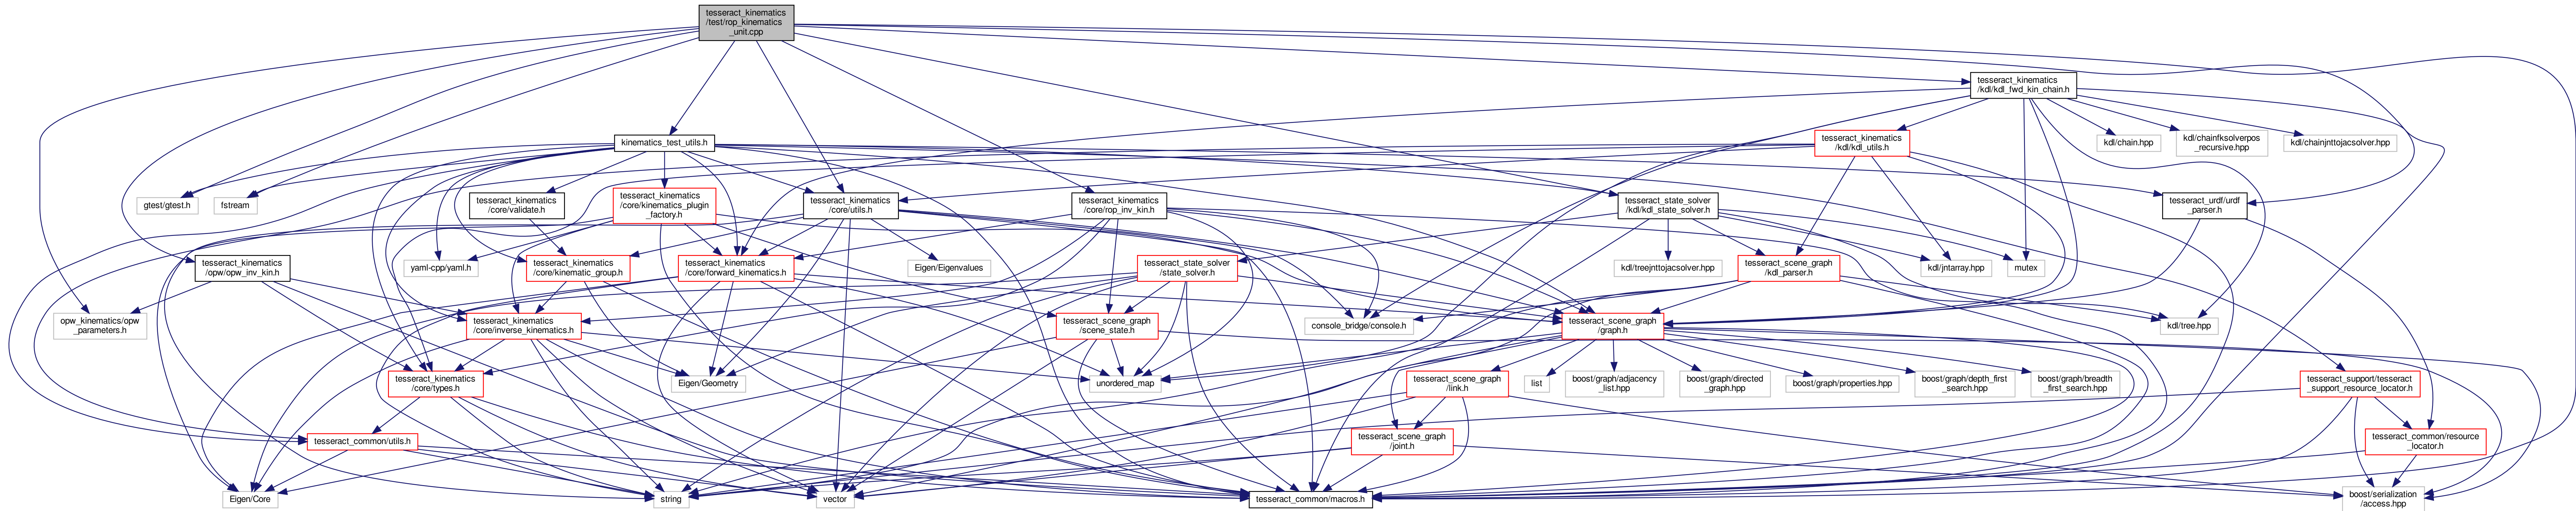 tesseract_kinematics
/test/rop_kinematics
_unit.cpp
tesseract_kinematics
/kdl/kdl_fwd_kin_chain.h
kinematics_test_utils.h
tesseract_kinematics
/kdl/kdl_utils.h
kdl/chain.hpp
kdl/chainfksolverpos
_recursive.hpp
kdl/chainjnttojacsolver.hpp
gtest/gtest.h
fstream
tesseract_kinematics
/core/validate.h
tesseract_kinematics
/core/kinematics_plugin
_factory.h
tesseract_kinematics
/core/utils.h
tesseract_kinematics
/core/rop_inv_kin.h
tesseract_state_solver
/kdl/kdl_state_solver.h
tesseract_urdf/urdf
_parser.h
tesseract_kinematics
/opw/opw_inv_kin.h
yaml-cpp/yaml.h
tesseract_kinematics
/core/kinematic_group.h
tesseract_kinematics
/core/forward_kinematics.h
Eigen/Eigenvalues
tesseract_state_solver
/state_solver.h
kdl/treejnttojacsolver.hpp
tesseract_scene_graph
/kdl_parser.h
kdl/jntarray.hpp
mutex
opw_kinematics/opw
_parameters.h
tesseract_kinematics
/core/inverse_kinematics.h
tesseract_scene_graph
/scene_state.h
console_bridge/console.h
tesseract_scene_graph
/graph.h
kdl/tree.hpp
tesseract_kinematics
/core/types.h
Eigen/Geometry
unordered_map
tesseract_scene_graph
/link.h
list
boost/graph/adjacency
_list.hpp
boost/graph/directed
_graph.hpp
boost/graph/properties.hpp
boost/graph/depth_first
_search.hpp
boost/graph/breadth
_first_search.hpp
tesseract_support/tesseract
_support_resource_locator.h
tesseract_common/utils.h
tesseract_scene_graph
/joint.h
tesseract_common/resource
_locator.h
Eigen/Core
string
vector
tesseract_common/macros.h
boost/serialization
/access.hpp